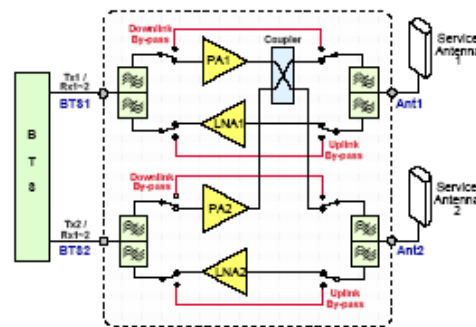 Downlink
By-pass
Coupler
Service
Antenna
1
PA1
Tx1 /
Rx1~2
BTS1
Ant1
B
T
S
LNA1
Downlink
By-pass
Uplink
By-pass
Service
Antenna
2
PA2
Tx2 /
Rx1~2
BTS2
Ant2
LNA2
Uplink
By-pass